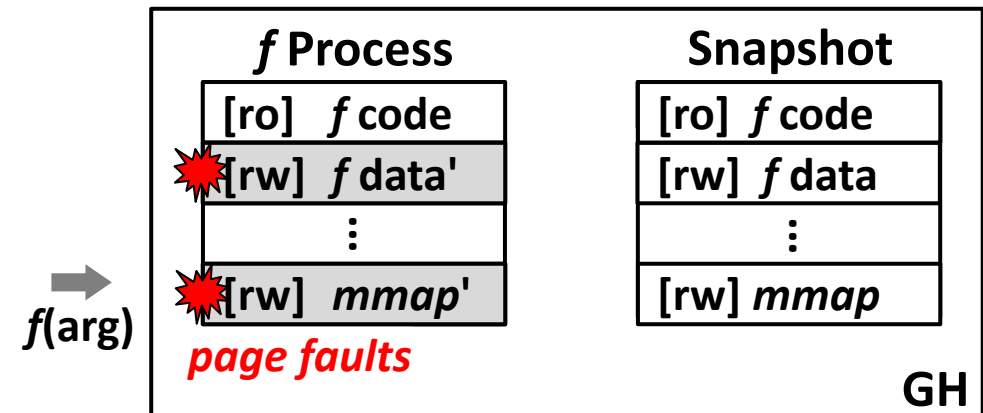 f Process
[ro] f code
[rw] f data'
⋮
[rw] mmap'
page faults
f(arg)
Snapshot
[ro] f code
[rw] f data
⋮
[rw] mmap
GH